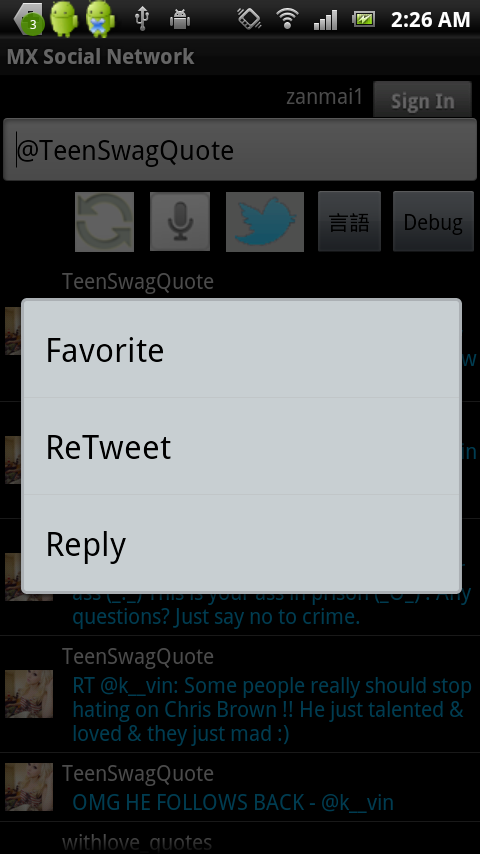 3
2:26 AM
MX Social Network
zanmai1
Sign In
@TeenSwagQuote
言語
Debug
TeenSwagQuote
w
in
Favorite
ReTweet
Reply
ass (_._) This is your ass in prison (_O_) . Any
questions? Just say no to crime.
TeenSwagQuote
RT @k__vin: Some people really should stop
hating on Chris Brown !! He just talented &
loved & they just mad :)
TeenSwagQuote
OMG HE FOLLOWS BACK - @k__vin
withlove_quotes